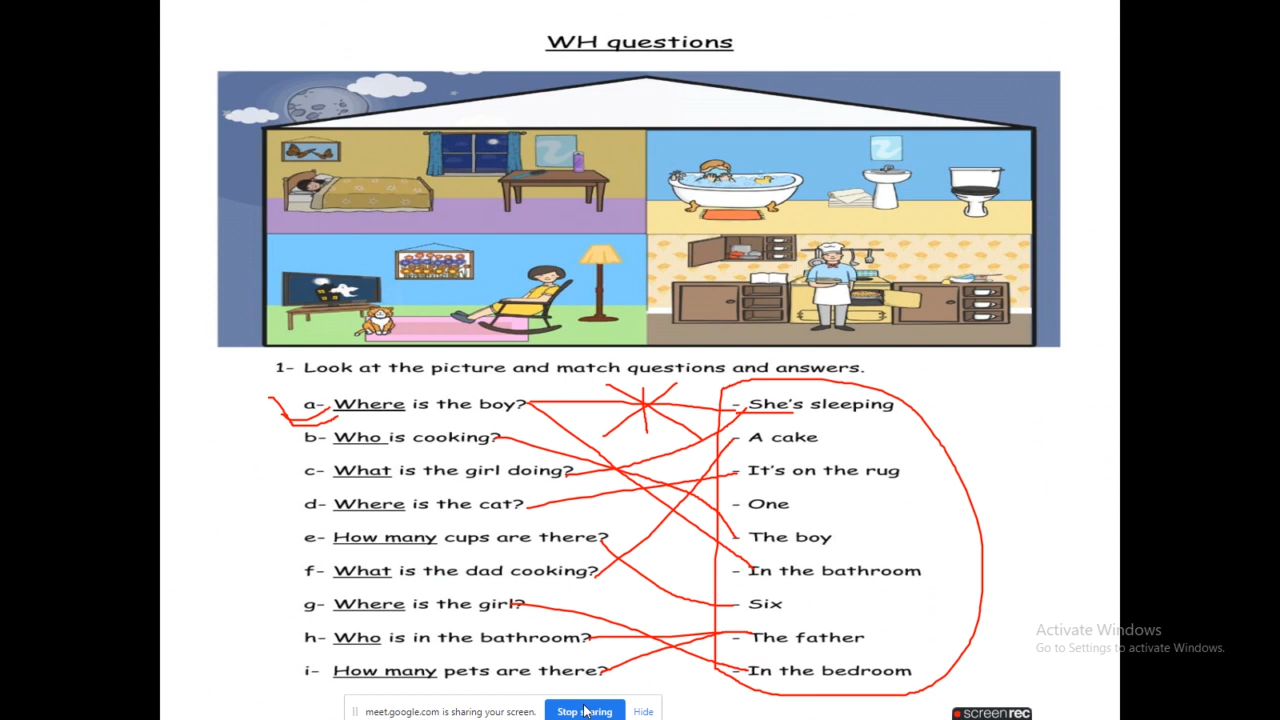 WH questions
1- Look at the picture and match questions and answers.
a- Where is the boy? - She's sleeping
b- Who is cooking? - A cake
c- What is the girl doing? - It's on the rug
d- Where is the cat? - One
e- How many cups are there? - The boy
f- What is the dad cooking? - In the bathroom
g- Where is the girl? - Six
h- Who is in the bathroom? - The father
i- How many pets are there? - In the bedroom
Activate Windows
Go to Settings to activate Windows.
meet.google.com is sharing your screen. Stop sharing Hide
screenrec